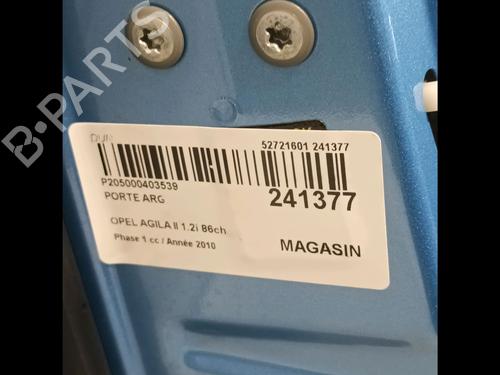 B-PARTS
52721601 241377
P205000403539
PORTE ARG
241377
OPEL AGILA II 1.2i 86ch
Phase 1 cc / Année 2010
MAGASIN